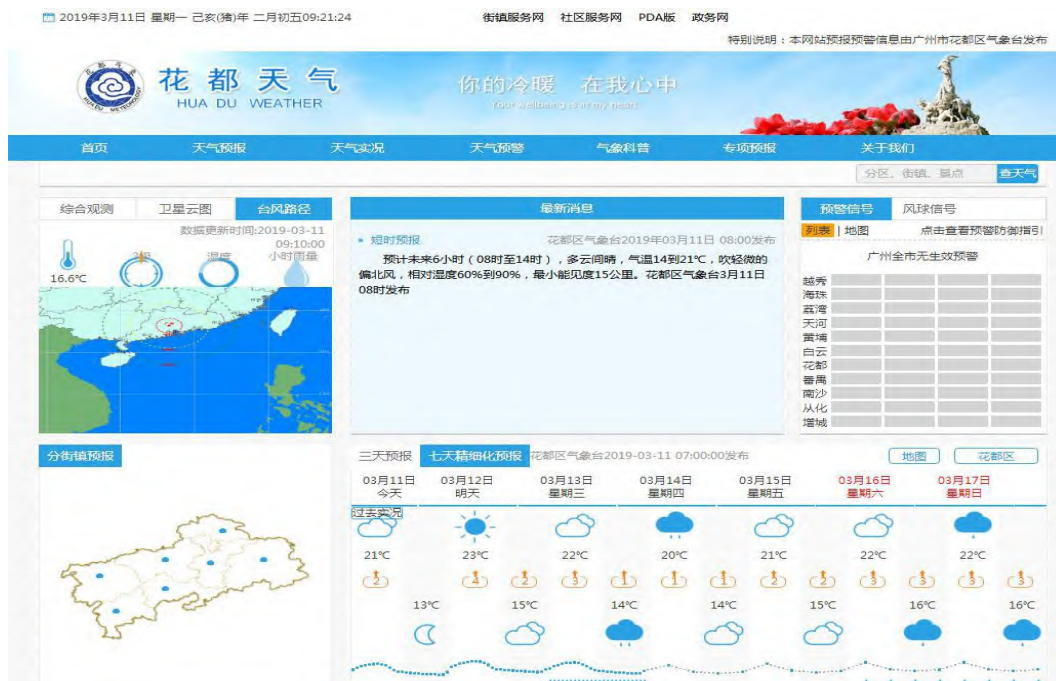 2019年3月11日 星期一 己亥(猪)年 二月初五09:21:24
街镇服务网 社区服务网 PDA版 政务网
特别说明：本网站预报预警信息由广州市花都区气象台发布
花都天气
HUA DU WEATHER
你的冷暖 在我心中
Your wellbeing is in my heart
首页 天气预报 天气实况 天气预警 气象科普 专项预报 关于我们
分区、街镇、景点 查天气
综合观测 卫星云图 台风路径
数据更新时间:2019-03-11
09:10:00
湿度 小时雨量
16.6℃
最新消息
短时预报 花都区气象台2019年03月11日 08:00发布
预计未来6小时（08时至14时），多云间晴，气温14到21℃，吹轻微的
偏北风，相对湿度60%到90%，最小能见度15公里。花都区气象台3月11日
08时发布
预警信号 风球信号
列表 | 地图 点击查看预警防御指引
广州全市无生效预警
越秀
海珠
荔湾
天河
黄埔
白云
花都
番禺
南沙
从化
增城
分街镇预报
三天预报 七天精细化预报 花都区气象台2019-03-11 07:00:00发布
地图 花都区
03月11日 03月12日 03月13日 03月14日 03月15日 03月16日 03月17日
今天 明天 星期三 星期四 星期五 星期六 星期日
过去实况
21℃ 23℃ 22℃ 20℃ 21℃ 22℃ 22℃
2 4 2 3 1 1 1 2 2 3 3 3 3
13℃ 15℃ 14℃ 14℃ 15℃ 16℃ 16℃